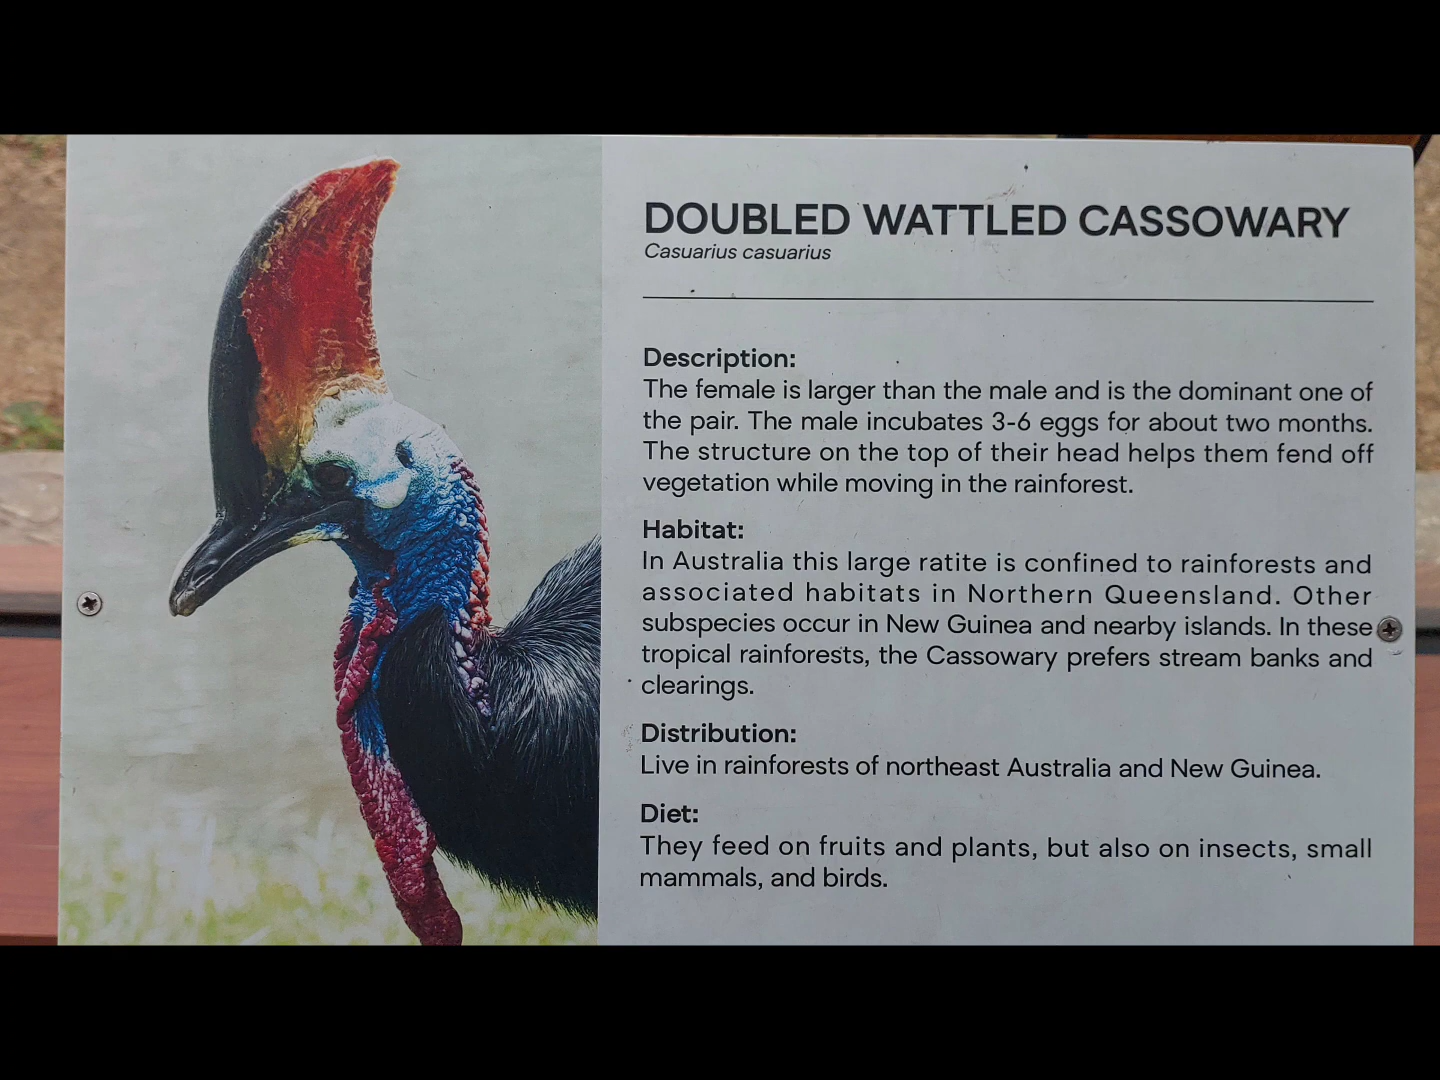 DOUBLED WATTLED CASSOWARY
Casuarius casuarius
Description:
The female is larger than the male and is the dominant one of
the pair. The male incubates 3-6 eggs for about two months.
The structure on the top of their head helps them fend off
vegetation while moving in the rainforest.
Habitat:
In Australia this large ratite is confined to rainforests and
associated habitats in Northern Queensland. Other
subspecies occur in New Guinea and nearby islands. In these
tropical rainforests, the Cassowary prefers stream banks and
clearings.
Distribution:
Live in rainforests of northeast Australia and New Guinea.
Diet:
They feed on fruits and plants, but also on insects, small
mammals, and birds.